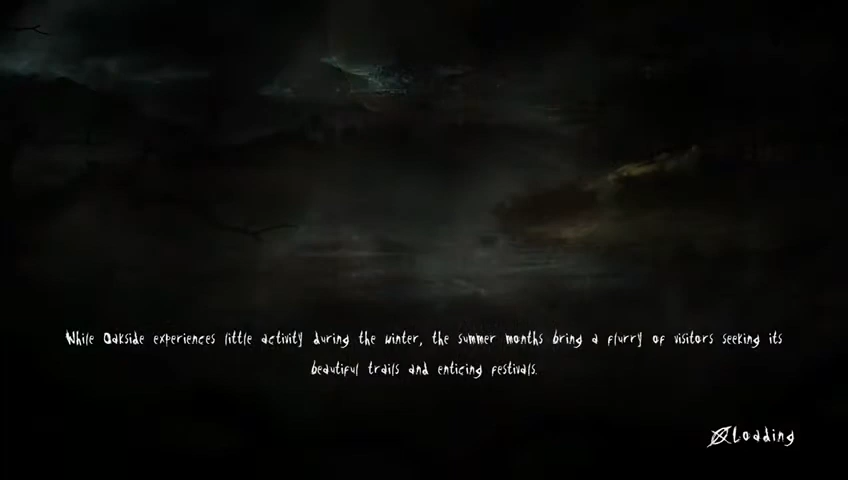 While Oakside experiences little activity during the winter, the summer months bring a flurry of visitors seeking its
beautiful trails and enticing festivals.
Loading